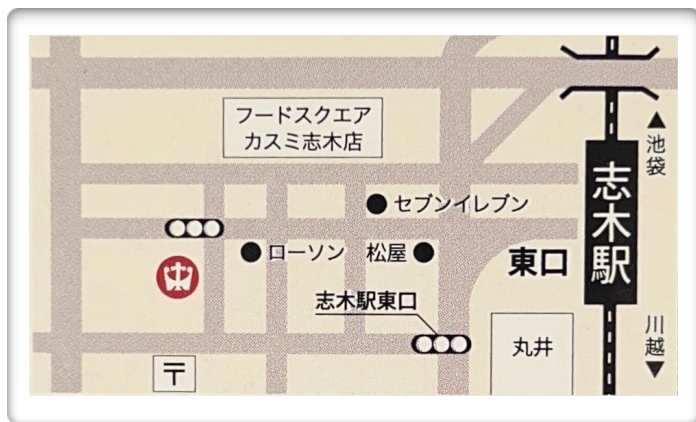 フードスクエア
カスミ志木店
池袋
セブンイレブン
志木駅
ローソン
松屋
東口
志木駅東口
川越
丸井
〒